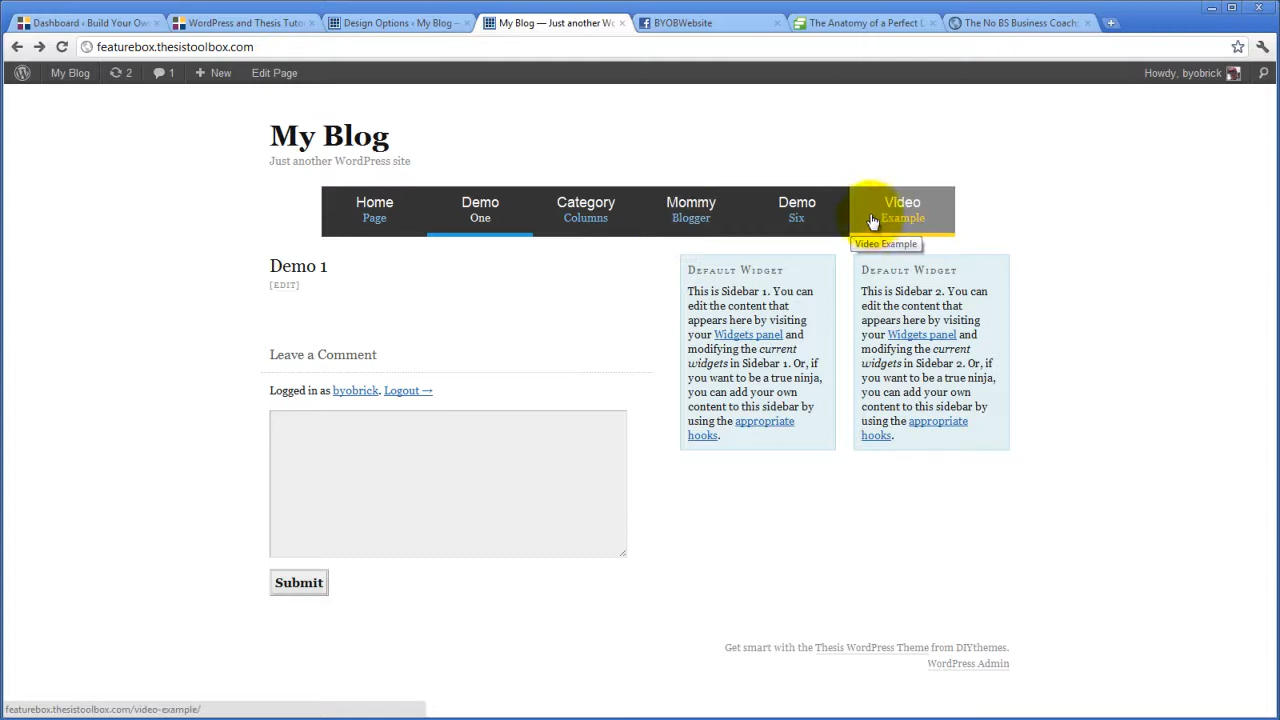 Dashboard ‹ Build Your Own
WordPress and Thesis Tutor
Design Options ‹ My Blog —
My Blog — Just another Wo
BYOBWebsite
The Anatomy of a Perfect L
The No BS Business Coach:
featurebox.thesistoolbox.com
My Blog
2
1
New
Edit Page
Howdy, byobrick
My Blog
Just another WordPress site
Home
Page
Demo
One
Category
Columns
Mommy
Blogger
Demo
Six
Video
Example
Video Example
Demo 1
[EDIT]
Leave a Comment
Logged in as byobrick. Logout →
Submit
Default Widget
This is Sidebar 1. You can
edit the content that
appears here by visiting
your Widgets panel and
modifying the current
widgets in Sidebar 1. Or, if
you want to be a true ninja,
you can add your own
content to this sidebar by
using the appropriate
hooks.
Default Widget
This is Sidebar 2. You can
edit the content that
appears here by visiting
your Widgets panel and
modifying the current
widgets in Sidebar 2. Or, if
you want to be a true ninja,
you can add your own
content to this sidebar by
using the appropriate
hooks.
Get smart with the Thesis WordPress Theme from DIYthemes.
WordPress Admin
featurebox.thesistoolbox.com/video-example/